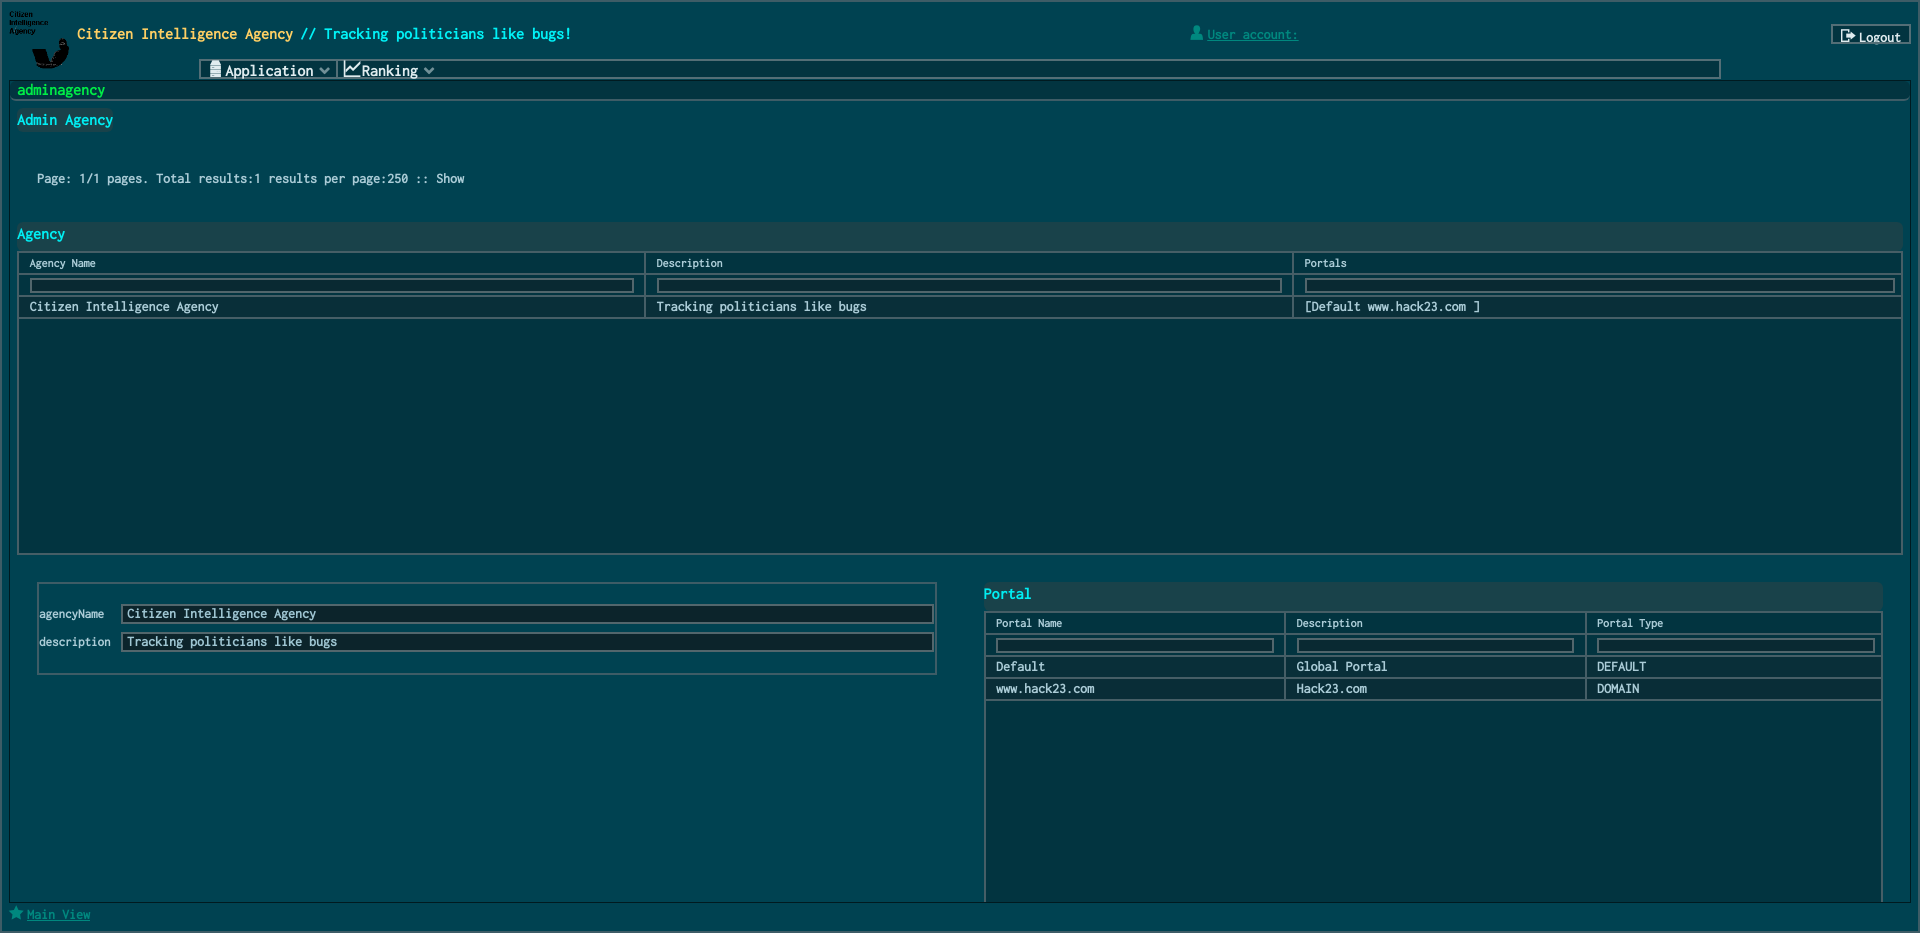 Citizen
Intelligence
Agency
Citizen Intelligence Agency // Tracking politicians like bugs!
User account:
Logout
Application
Ranking
adminagency
Admin Agency
Page: 1/1 pages. Total results:1 results per page:250 :: Show
Agency
Agency Name Description Portals
Citizen Intelligence Agency Tracking politicians like bugs [Default www.hack23.com ]
agencyName Citizen Intelligence Agency
description Tracking politicians like bugs
Portal
Portal Name Description Portal Type
Default Global Portal DEFAULT
www.hack23.com Hack23.com DOMAIN
Main View